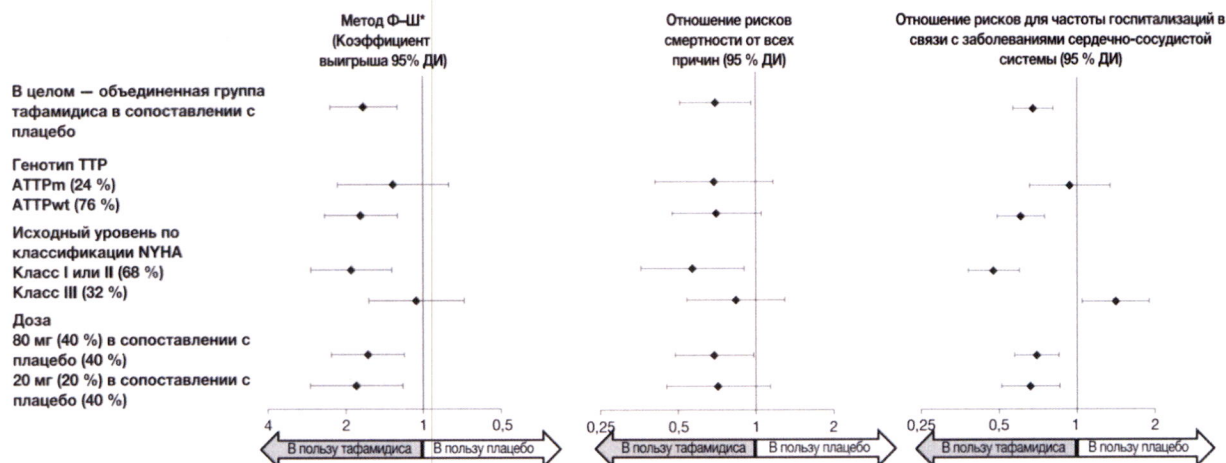 Метод Ф–Ш*
(Коэффициент
выигрыша 95% ДИ)
Отношение рисков
смертности от всех
причин (95 % ДИ)
Отношение рисков для частоты госпитализаций в
связи с заболеваниями сердечно-сосудистой
системы (95 % ДИ)
В целом — объединенная группа
тафамидиса в сопоставлении с
плацебо
Генотип ТТР
ATTPm (24 %)
ATTPwt (76 %)
Исходный уровень по
классификации NYHA
Класс I или II (68 %)
Класс III (32 %)
Доза
80 мг (40 %) в сопоставлении с
плацебо (40 %)
20 мг (20 %) в сопоставлении с
плацебо (40 %)
4 2 1 0,5
0,25 0,5 1 2
0,25 0,5 1 2
В пользу тафамидиса В пользу плацебо
В пользу тафамидиса В пользу плацебо
В пользу тафамидиса В пользу плацебо